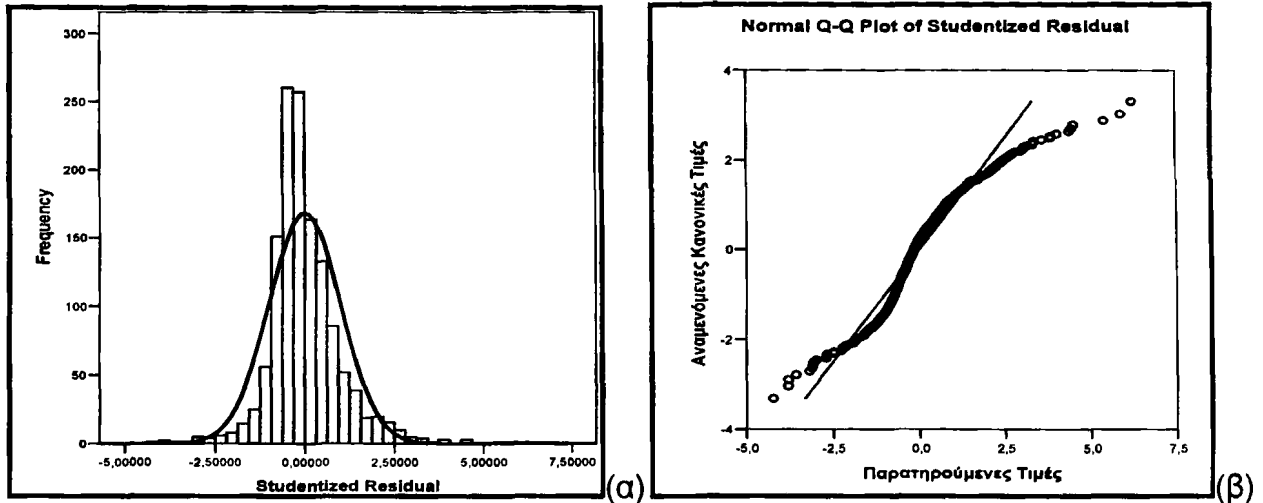 300
250
200
150
100
50
0
Frequency
-5,00000 -2,50000 0,00000 2,50000 5,00000 7,50000
Studentized Residual
(α)
Normal Q-Q Plot of Studentized Residual
4
2
0
-2
-4
Αναμενόμενες Κανονικές Τιμές
-5,0 -2,5 0,0 2,5 5,0 7,5
Παρατηρούμενες Τιμές
(β)